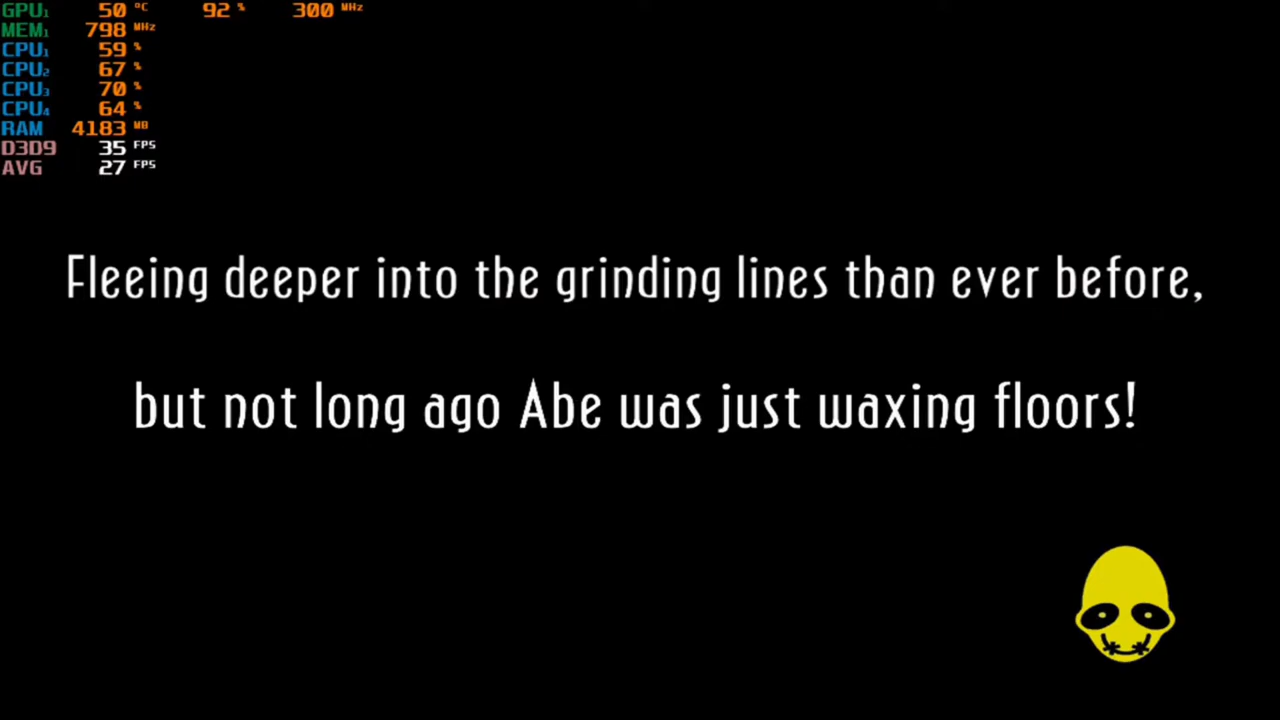 GPU1 50 °C 92 % 300 MHz
MEM1 798 MHz
CPU1 59 %
CPU2 67 %
CPU3 70 %
CPU4 64 %
RAM 4183 MB
D3D9 35 FPS
AVG 27 FPS
Fleeing deeper into the grinding lines than ever before,
but not long ago Abe was just waxing floors!